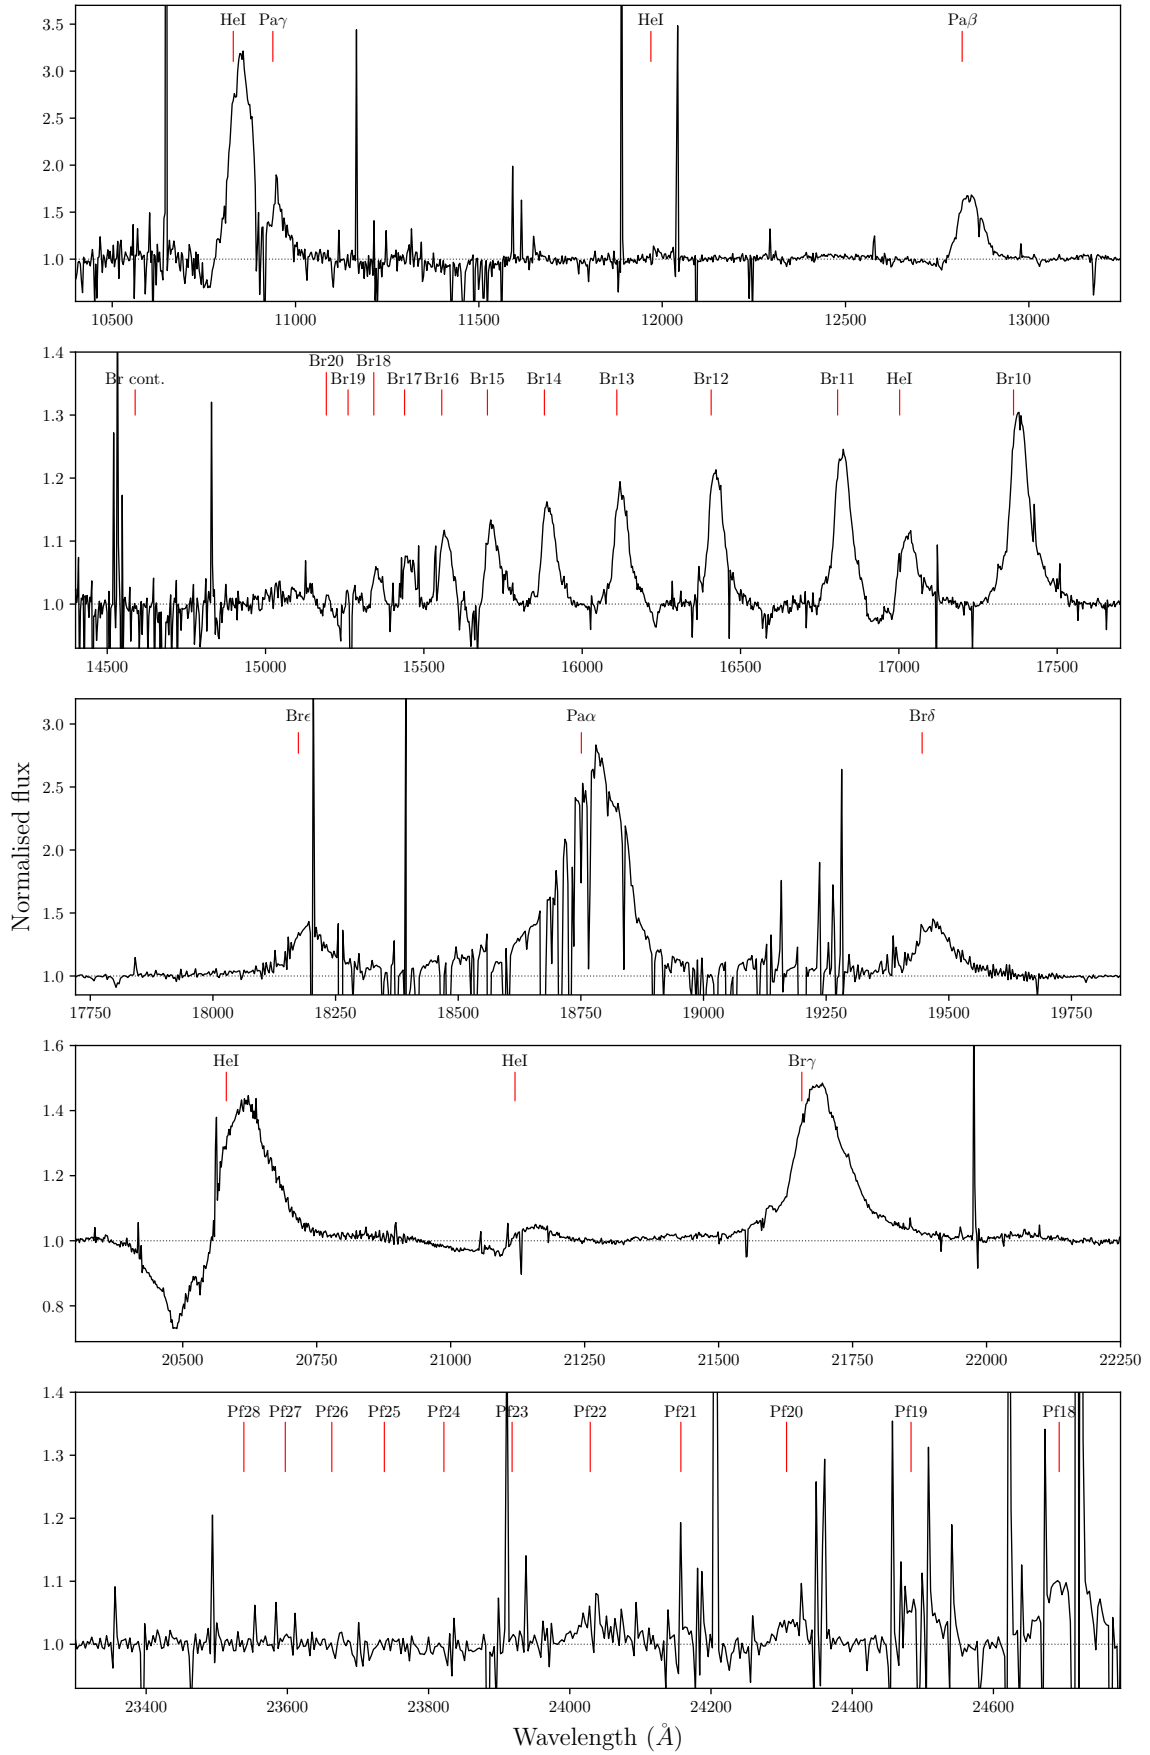 HeI Paγ HeI Paβ
3.5
3.0
2.5
2.0
1.5
1.0
10500 11000 11500 12000 12500 13000
1.4
1.3
1.2
1.1
1.0
Br20 Br18
Br cont. Br19 Br17 Br16 Br15 Br14 Br13 Br12 Br11 HeI Br10
14500 15000 15500 16000 16500 17000 17500
Normalised flux
3.0
2.5
2.0
1.5
1.0
Brϵ Paα Brδ
17750 18000 18250 18500 18750 19000 19250 19500 19750
1.6
1.4
1.2
1.0
0.8
HeI HeI Brγ
20500 20750 21000 21250 21500 21750 22000 22250
1.4
1.3
1.2
1.1
1.0
Pf28 Pf27 Pf26 Pf25 Pf24 Pf23 Pf22 Pf21 Pf20 Pf19 Pf18
23400 23600 23800 24000 24200 24400 24600
Wavelength (Å)